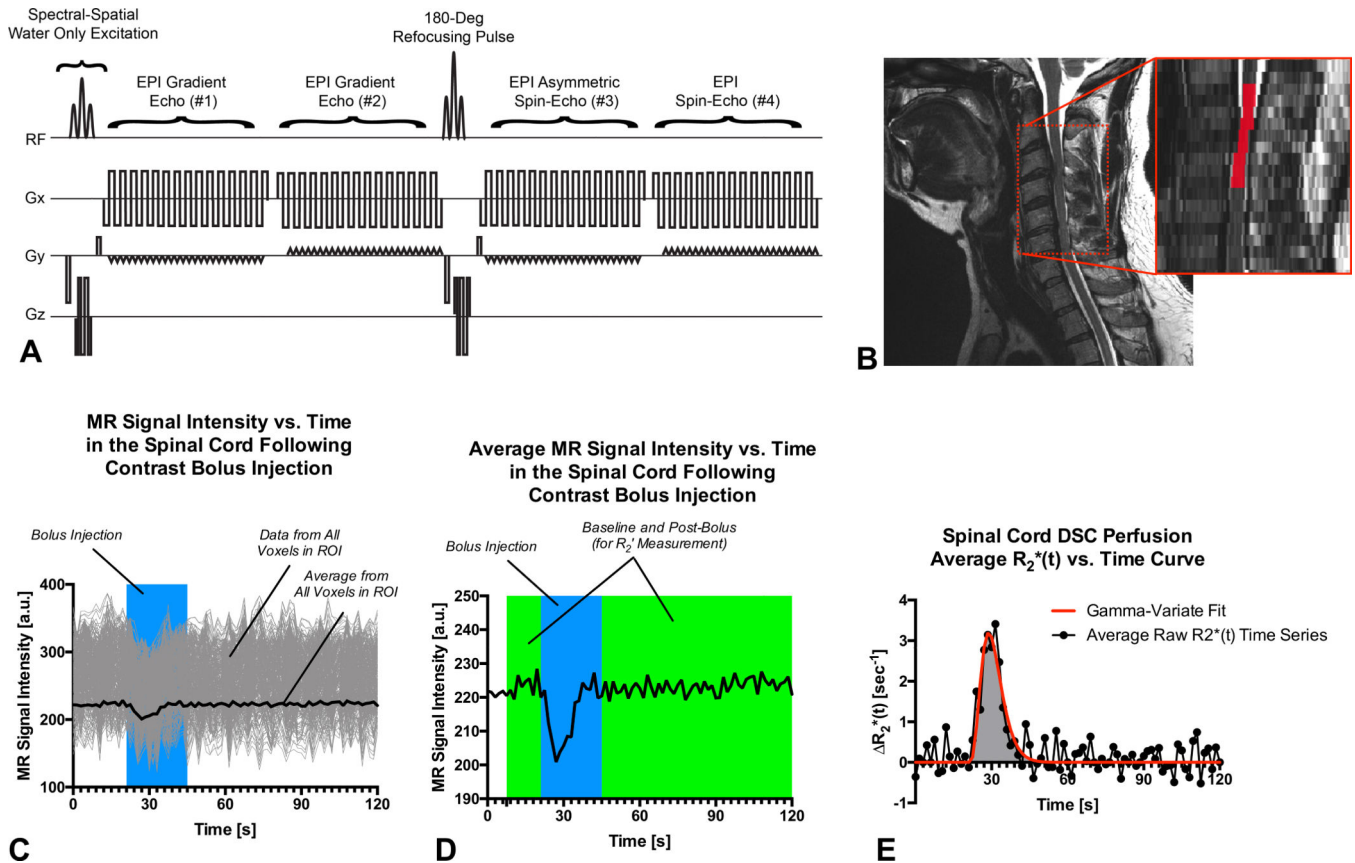 Spectral-Spatial
Water Only Excitation
180-Deg
Refocusing Pulse
EPI Gradient
Echo (#1)
EPI Gradient
Echo (#2)
EPI Asymmetric
Spin-Echo (#3)
EPI
Spin-Echo (#4)
RF
Gx
Gy
Gz
A
B
MR Signal Intensity vs. Time
in the Spinal Cord Following
Contrast Bolus Injection
Bolus Injection
Data from All
Voxels in ROI
Average from
All Voxels in ROI
MR Signal Intensity [a.u.]
400
300
200
100
0
30
60
90
120
Time [s]
C
Average MR Signal Intensity vs. Time
in the Spinal Cord Following
Contrast Bolus Injection
Bolus Injection
Baseline and Post-Bolus
(for R2' Measurement)
MR Signal Intensity [a.u.]
250
240
230
220
210
200
190
0
30
60
90
120
Time [s]
D
Spinal Cord DSC Perfusion
Average R2*(t) vs. Time Curve
Gamma-Variate Fit
Average Raw R2*(t) Time Series
ΔR2*(t) [sec-1]
4
3
2
1
0
-1
30
60
90
120
Time [s]
E